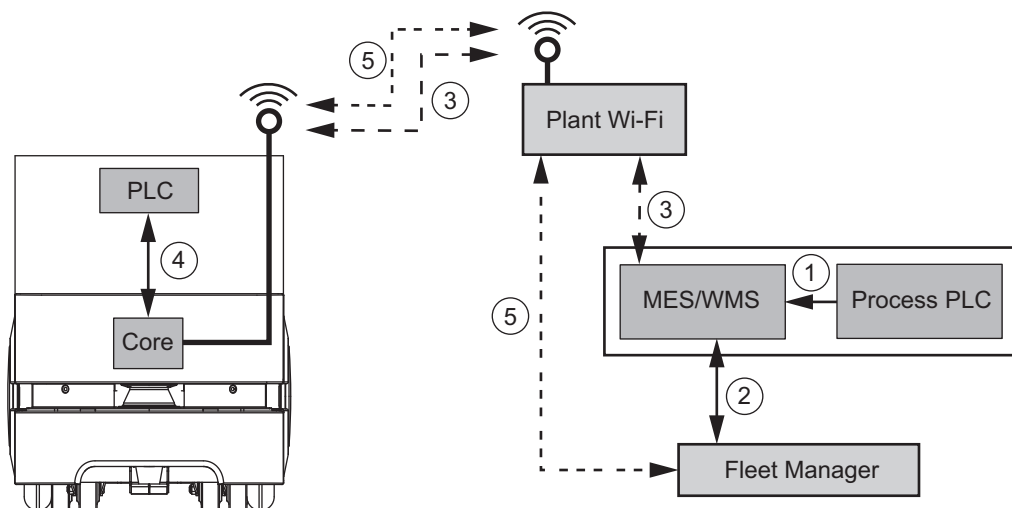 5
3
Plant Wi-Fi
PLC
4
3
1
MES/WMS
Process PLC
5
Core
2
Fleet Manager